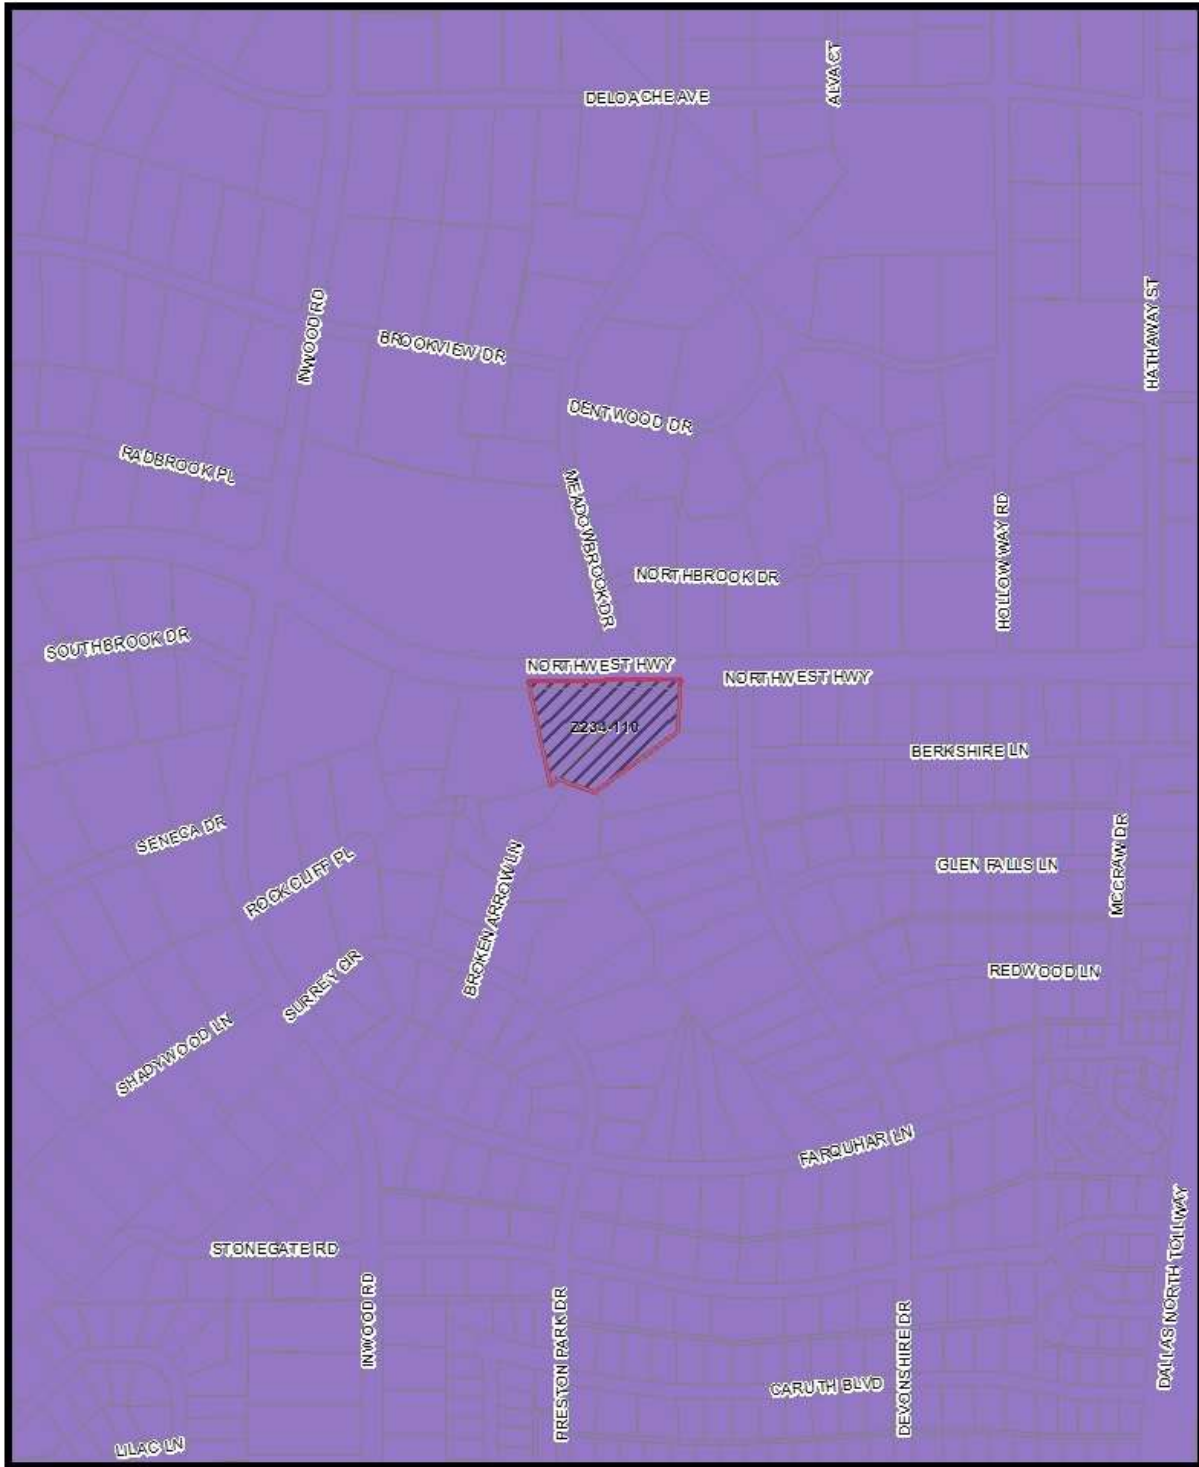 DELOACHE AVE
ALVA CT
INWOOD RD
HATHAWAY ST
BROOKVIEW DR
DENTWOOD DR
RADBROOK PL
MEADOWBROOK DR
HOLLOW WAY RD
NORTHBROOK DR
SOUTHBROOK DR
NORTHWEST HWY
NORTHWEST HWY
Z234-110
BERKSHIRE LN
SENECA DR
ROCKCLIFF PL
BROKEN ARROW LN
GLEN FALLS LN
MCCRAW DR
SURREY CIR
REDWOOD LN
SHADYWOOD LN
FARQUHAR LN
STONEGATE RD
INWOOD RD
PRESTON PARK DR
DEVONSHIRE DR
DALLAS NORTH TOLLWAY
CARUTH BLVD
LILAC LN